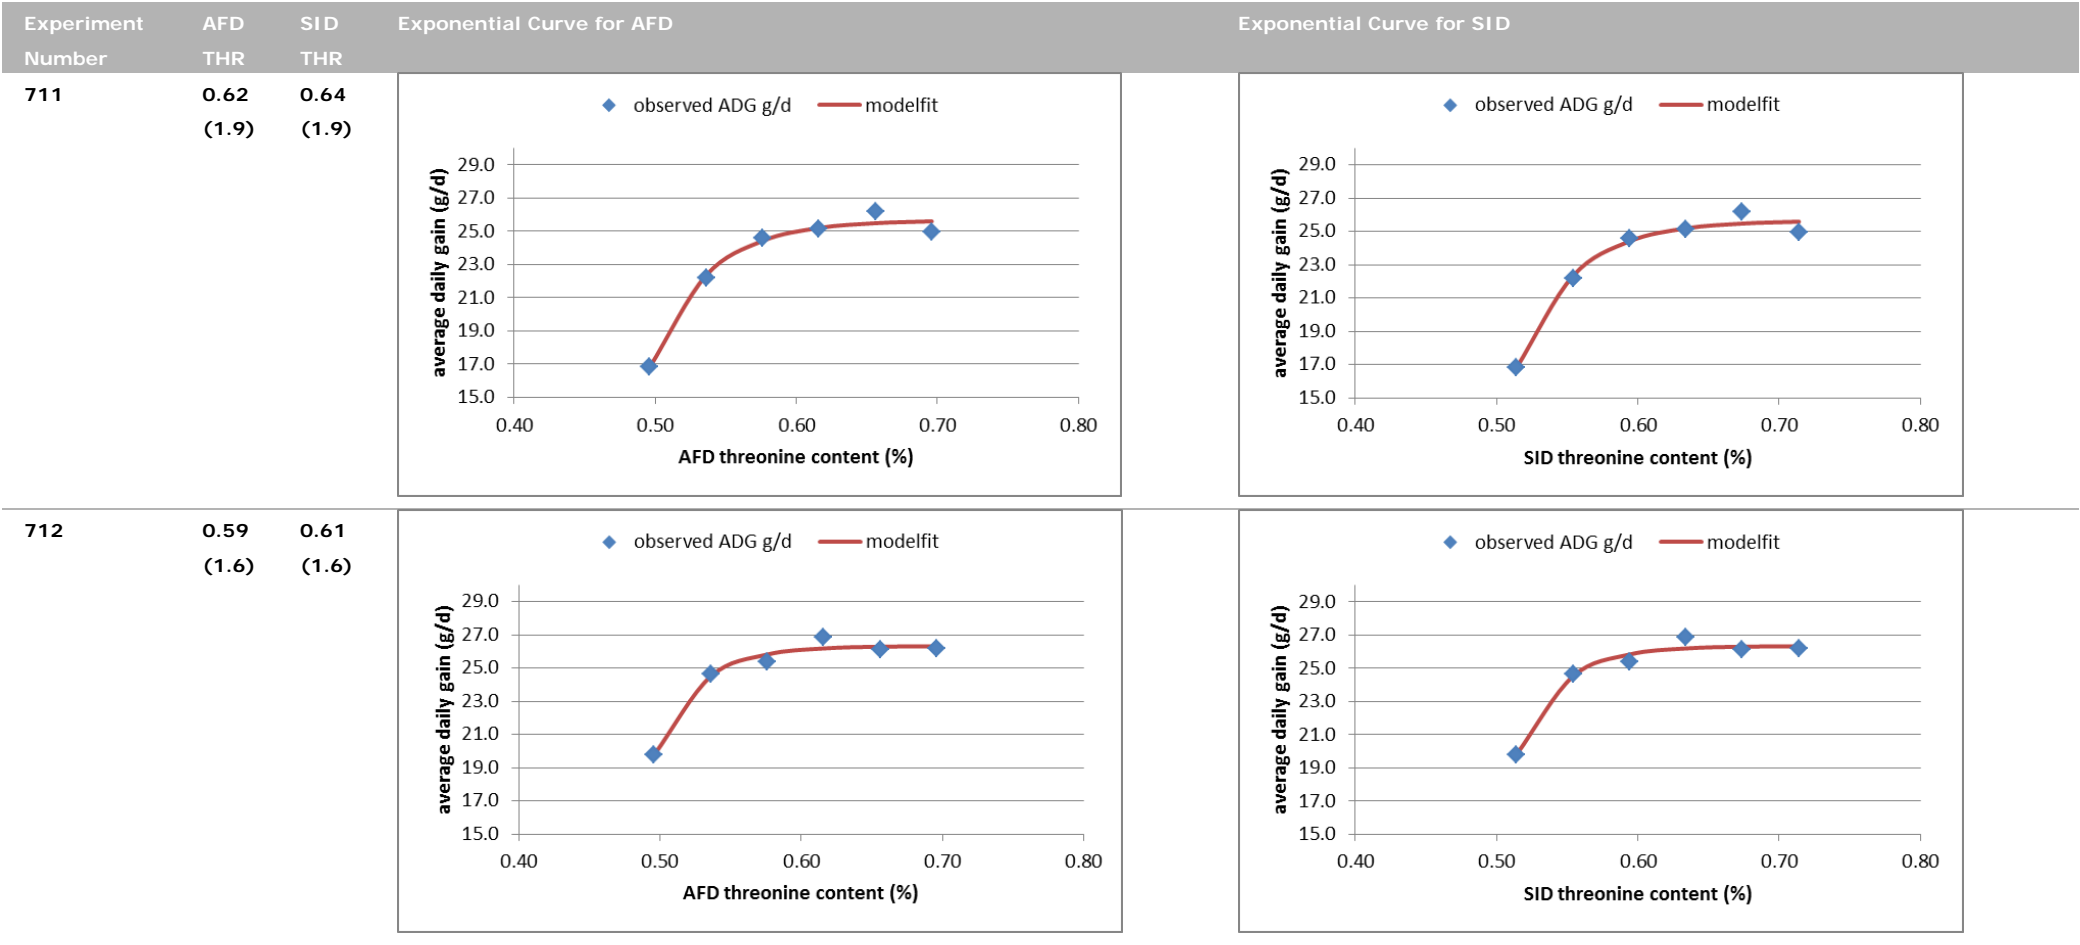 Experiment Number AFD THR SID THR Exponential Curve for AFD Exponential Curve for SID
711 0.62 (1.9) 0.64 (1.9)
observed ADG g/d modelfit
average daily gain (g/d)
29.0
27.0
25.0
23.0
21.0
19.0
17.0
15.0
0.40 0.50 0.60 0.70 0.80
AFD threonine content (%)
observed ADG g/d modelfit
average daily gain (g/d)
29.0
27.0
25.0
23.0
21.0
19.0
17.0
15.0
0.40 0.50 0.60 0.70 0.80
SID threonine content (%)
712 0.59 (1.6) 0.61 (1.6)
observed ADG g/d modelfit
average daily gain (g/d)
29.0
27.0
25.0
23.0
21.0
19.0
17.0
15.0
0.40 0.50 0.60 0.70 0.80
AFD threonine content (%)
observed ADG g/d modelfit
average daily gain (g/d)
29.0
27.0
25.0
23.0
21.0
19.0
17.0
15.0
0.40 0.50 0.60 0.70 0.80
SID threonine content (%)